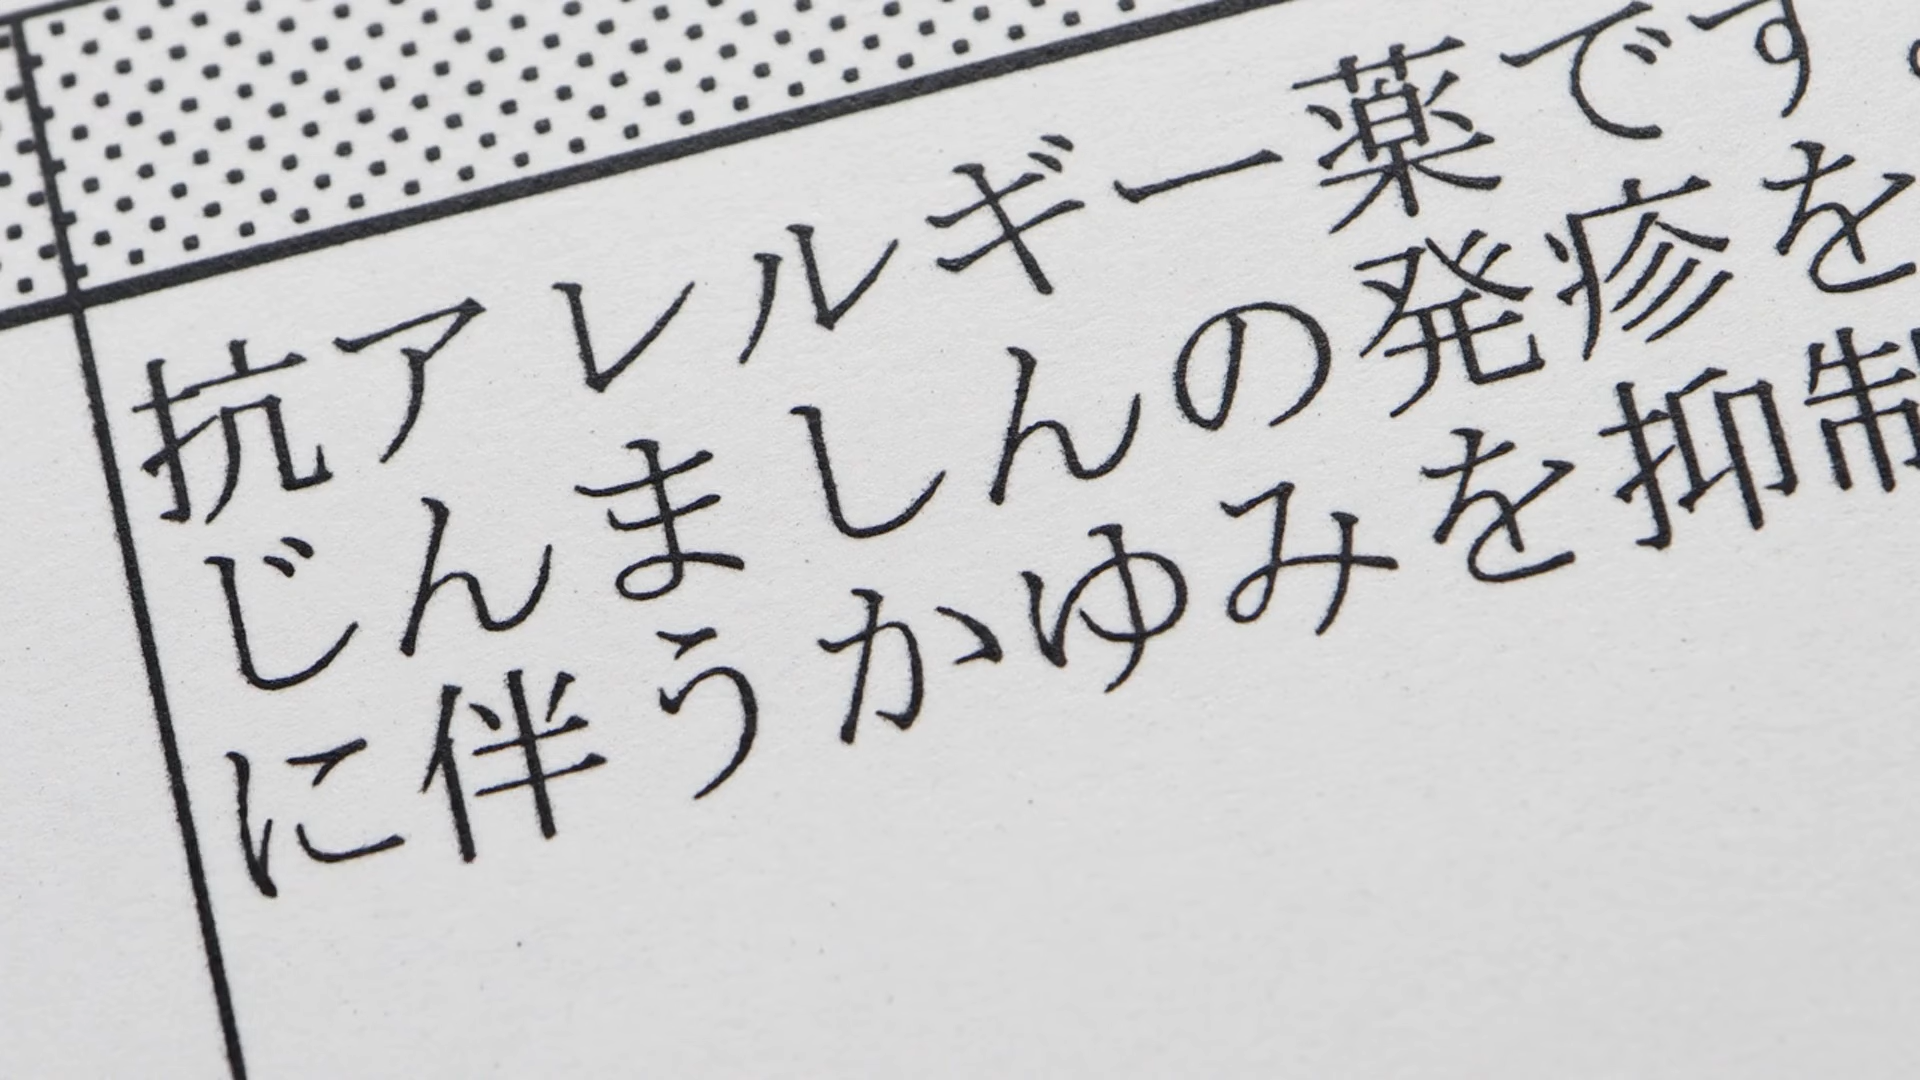 抗アレルギー薬です。
じんましんの発疹を
に伴うかゆみを抑制